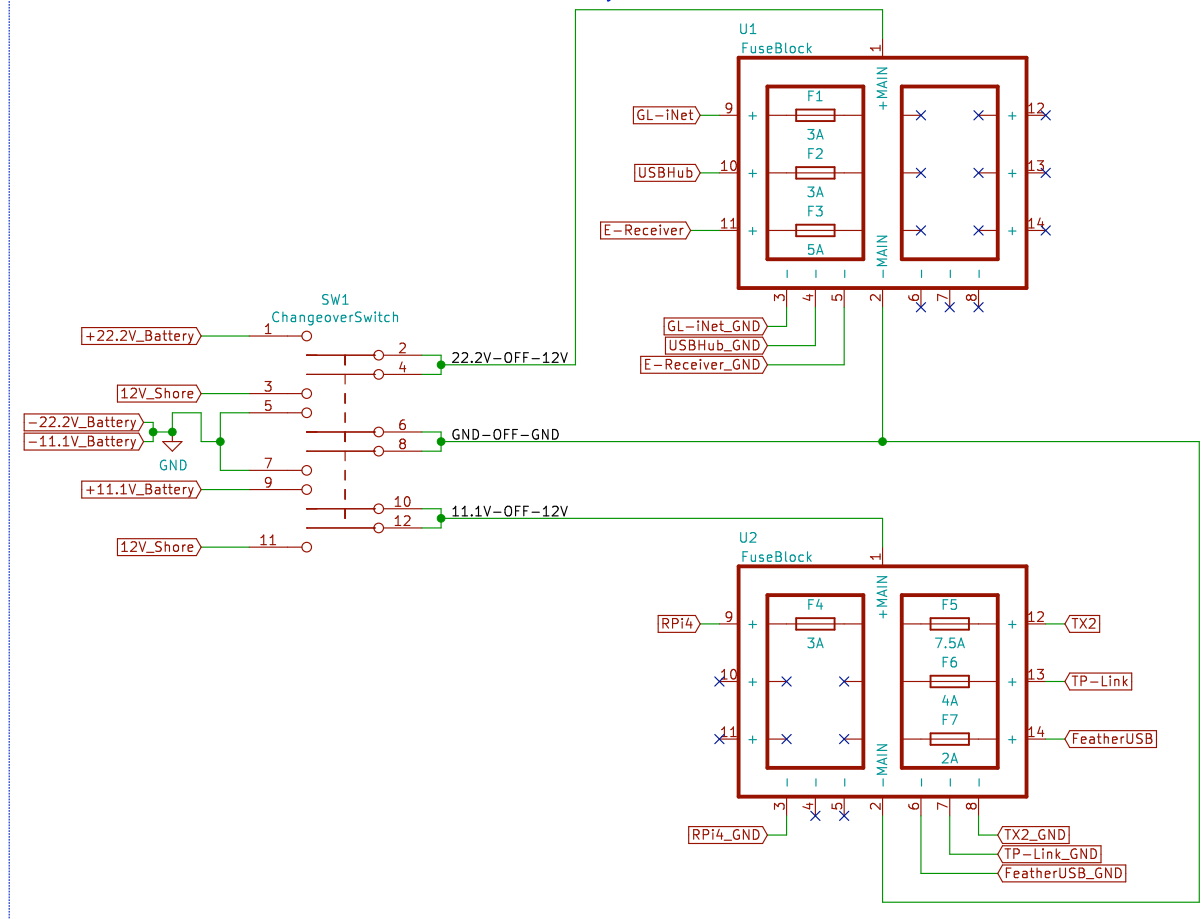 U1
FuseBlock
1
+MAIN
GL-iNet
9
+
F1
3A
+
12
USBHub
10
+
F2
3A
+
13
E-Receiver
11
+
F3
5A
+
14
-MAIN
3
4
5
2
6
7
8
GL-iNet_GND
USBHub_GND
E-Receiver_GND
SW1
ChangeoverSwitch
+22.2V_Battery
1
2
4
22.2V-OFF-12V
12V_Shore
3
5
-22.2V_Battery
-11.1V_Battery
GND
6
8
GND-OFF-GND
7
+11.1V_Battery
9
10
12
11.1V-OFF-12V
12V_Shore
11
U2
FuseBlock
1
+MAIN
RPi4
9
+
F4
3A
F5
7.5A
+
12
TX2
10
+
F6
4A
+
13
TP-Link
11
+
F7
2A
+
14
FeatherUSB
-MAIN
3
4
5
2
6
7
8
RPi4_GND
TX2_GND
TP-Link_GND
FeatherUSB_GND